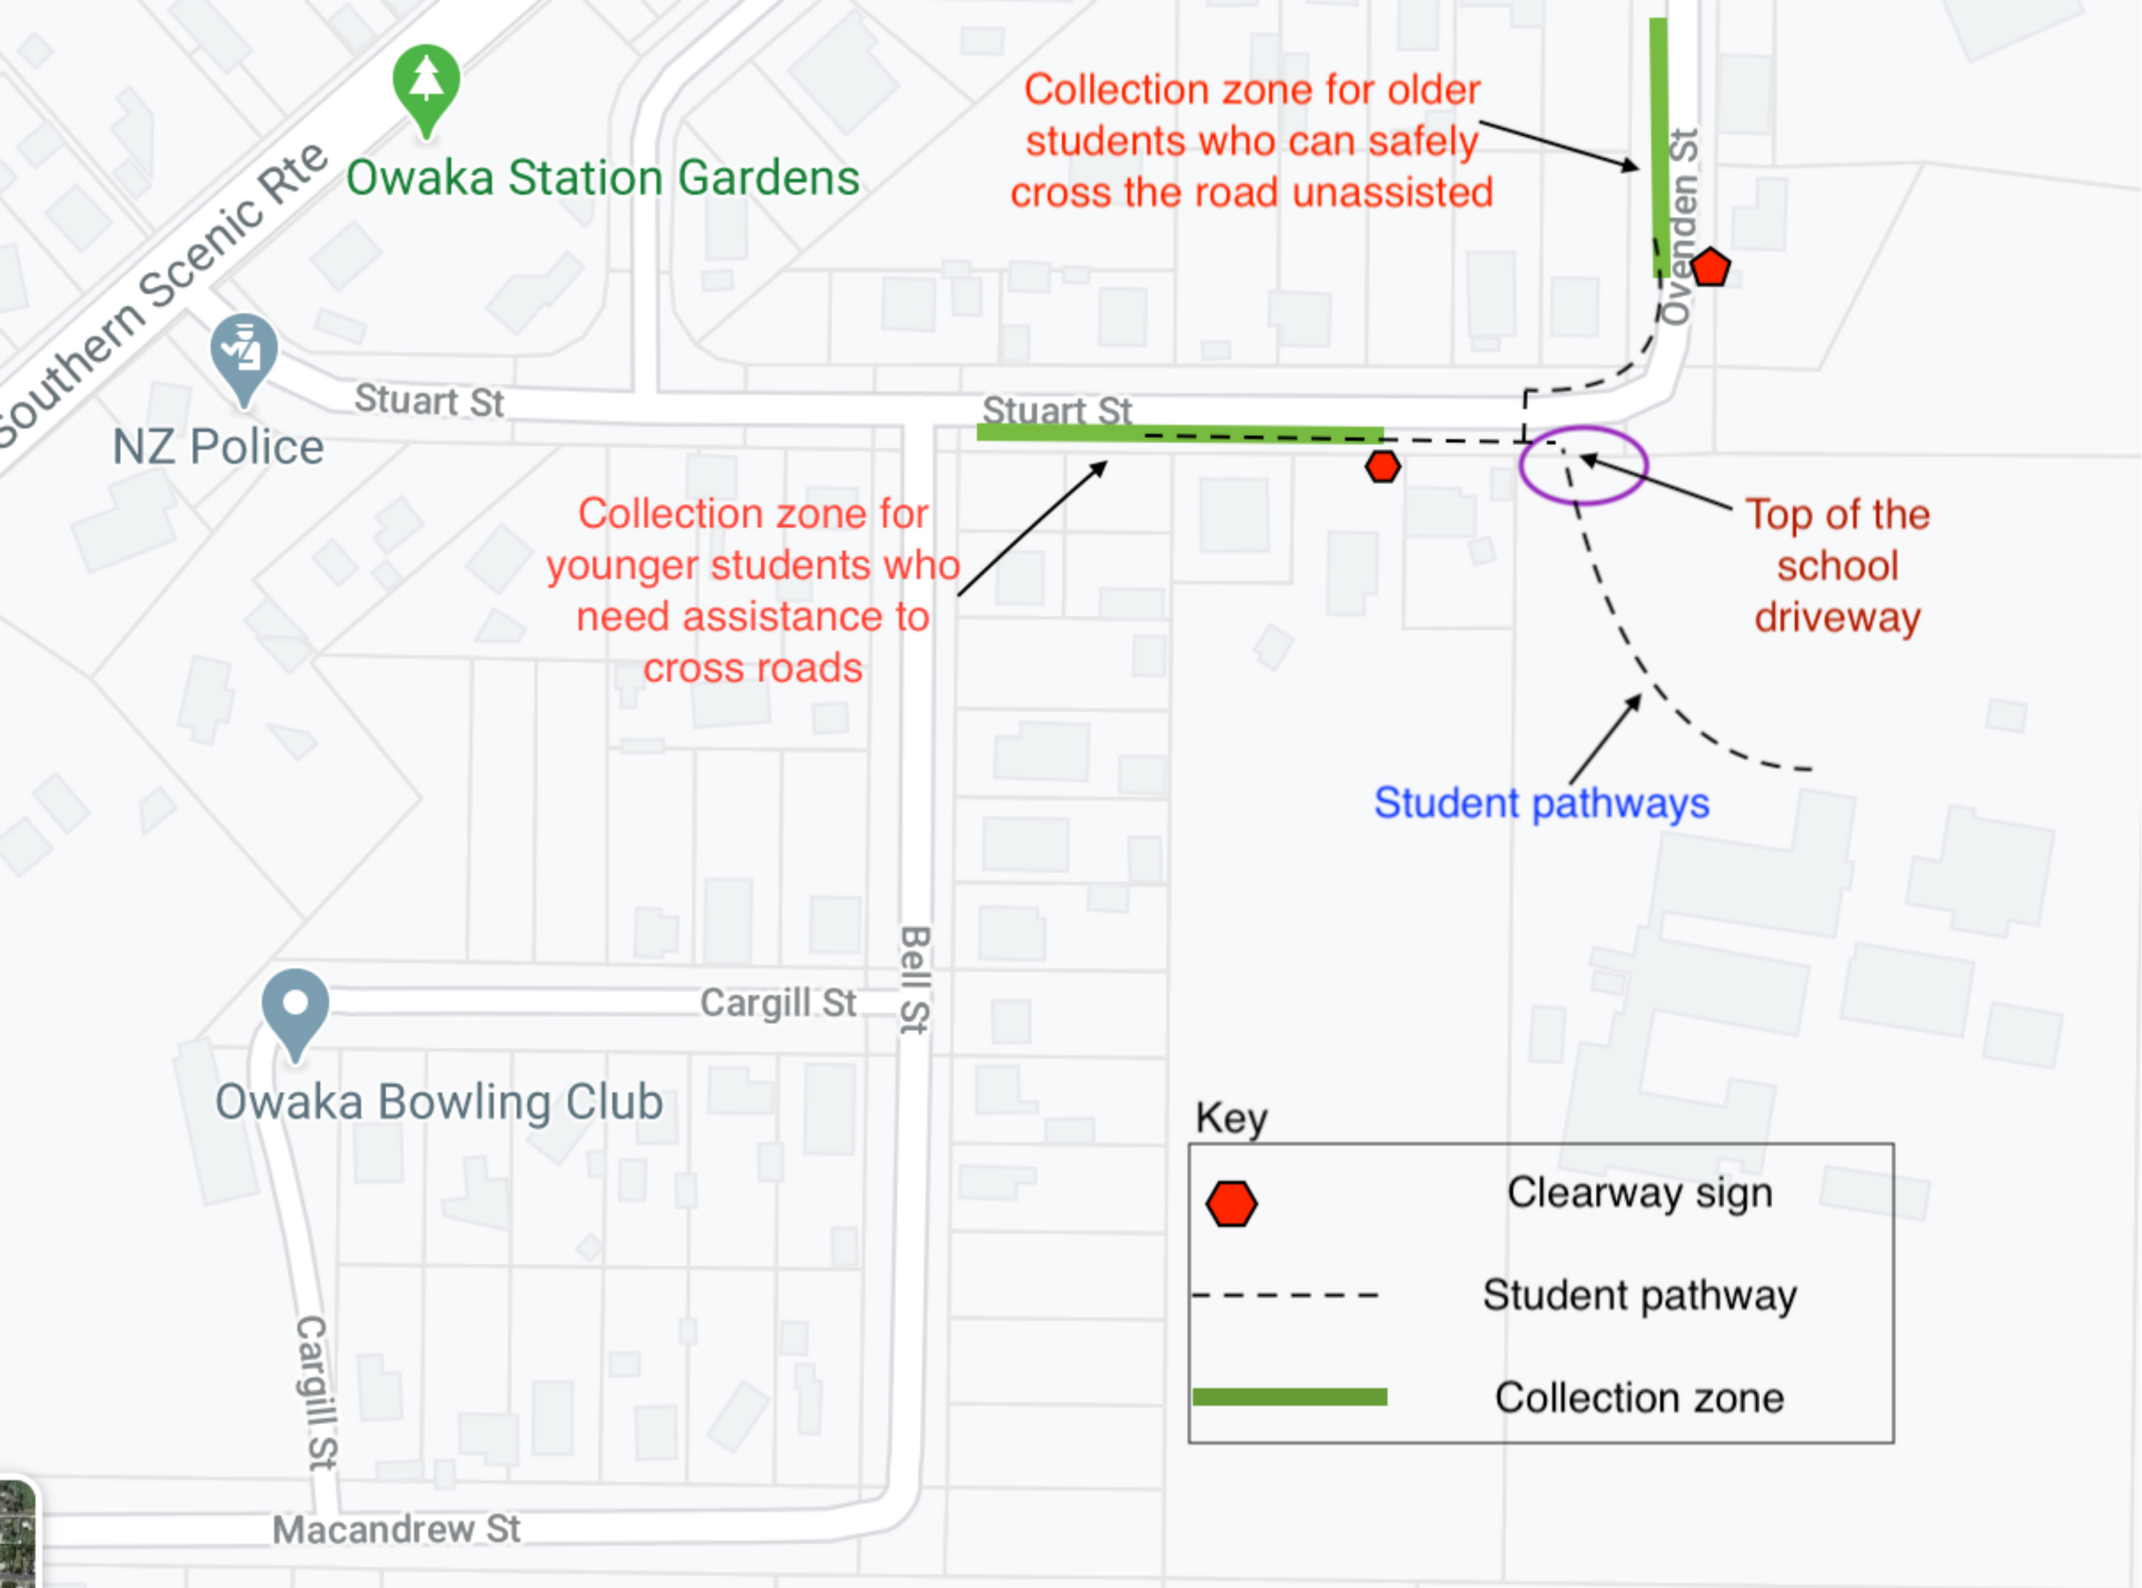 Collection zone for older
students who can safely
cross the road unassisted
Owaka Station Gardens
Southern Scenic Rte
Ovenden St
NZ Police
Stuart St
Stuart St
Collection zone for
younger students who
need assistance to
cross roads
Top of the
school
driveway
Student pathways
Bell St
Cargill St
Owaka Bowling Club
Cargill St
Macandrew St
Key
Clearway sign
Student pathway
Collection zone